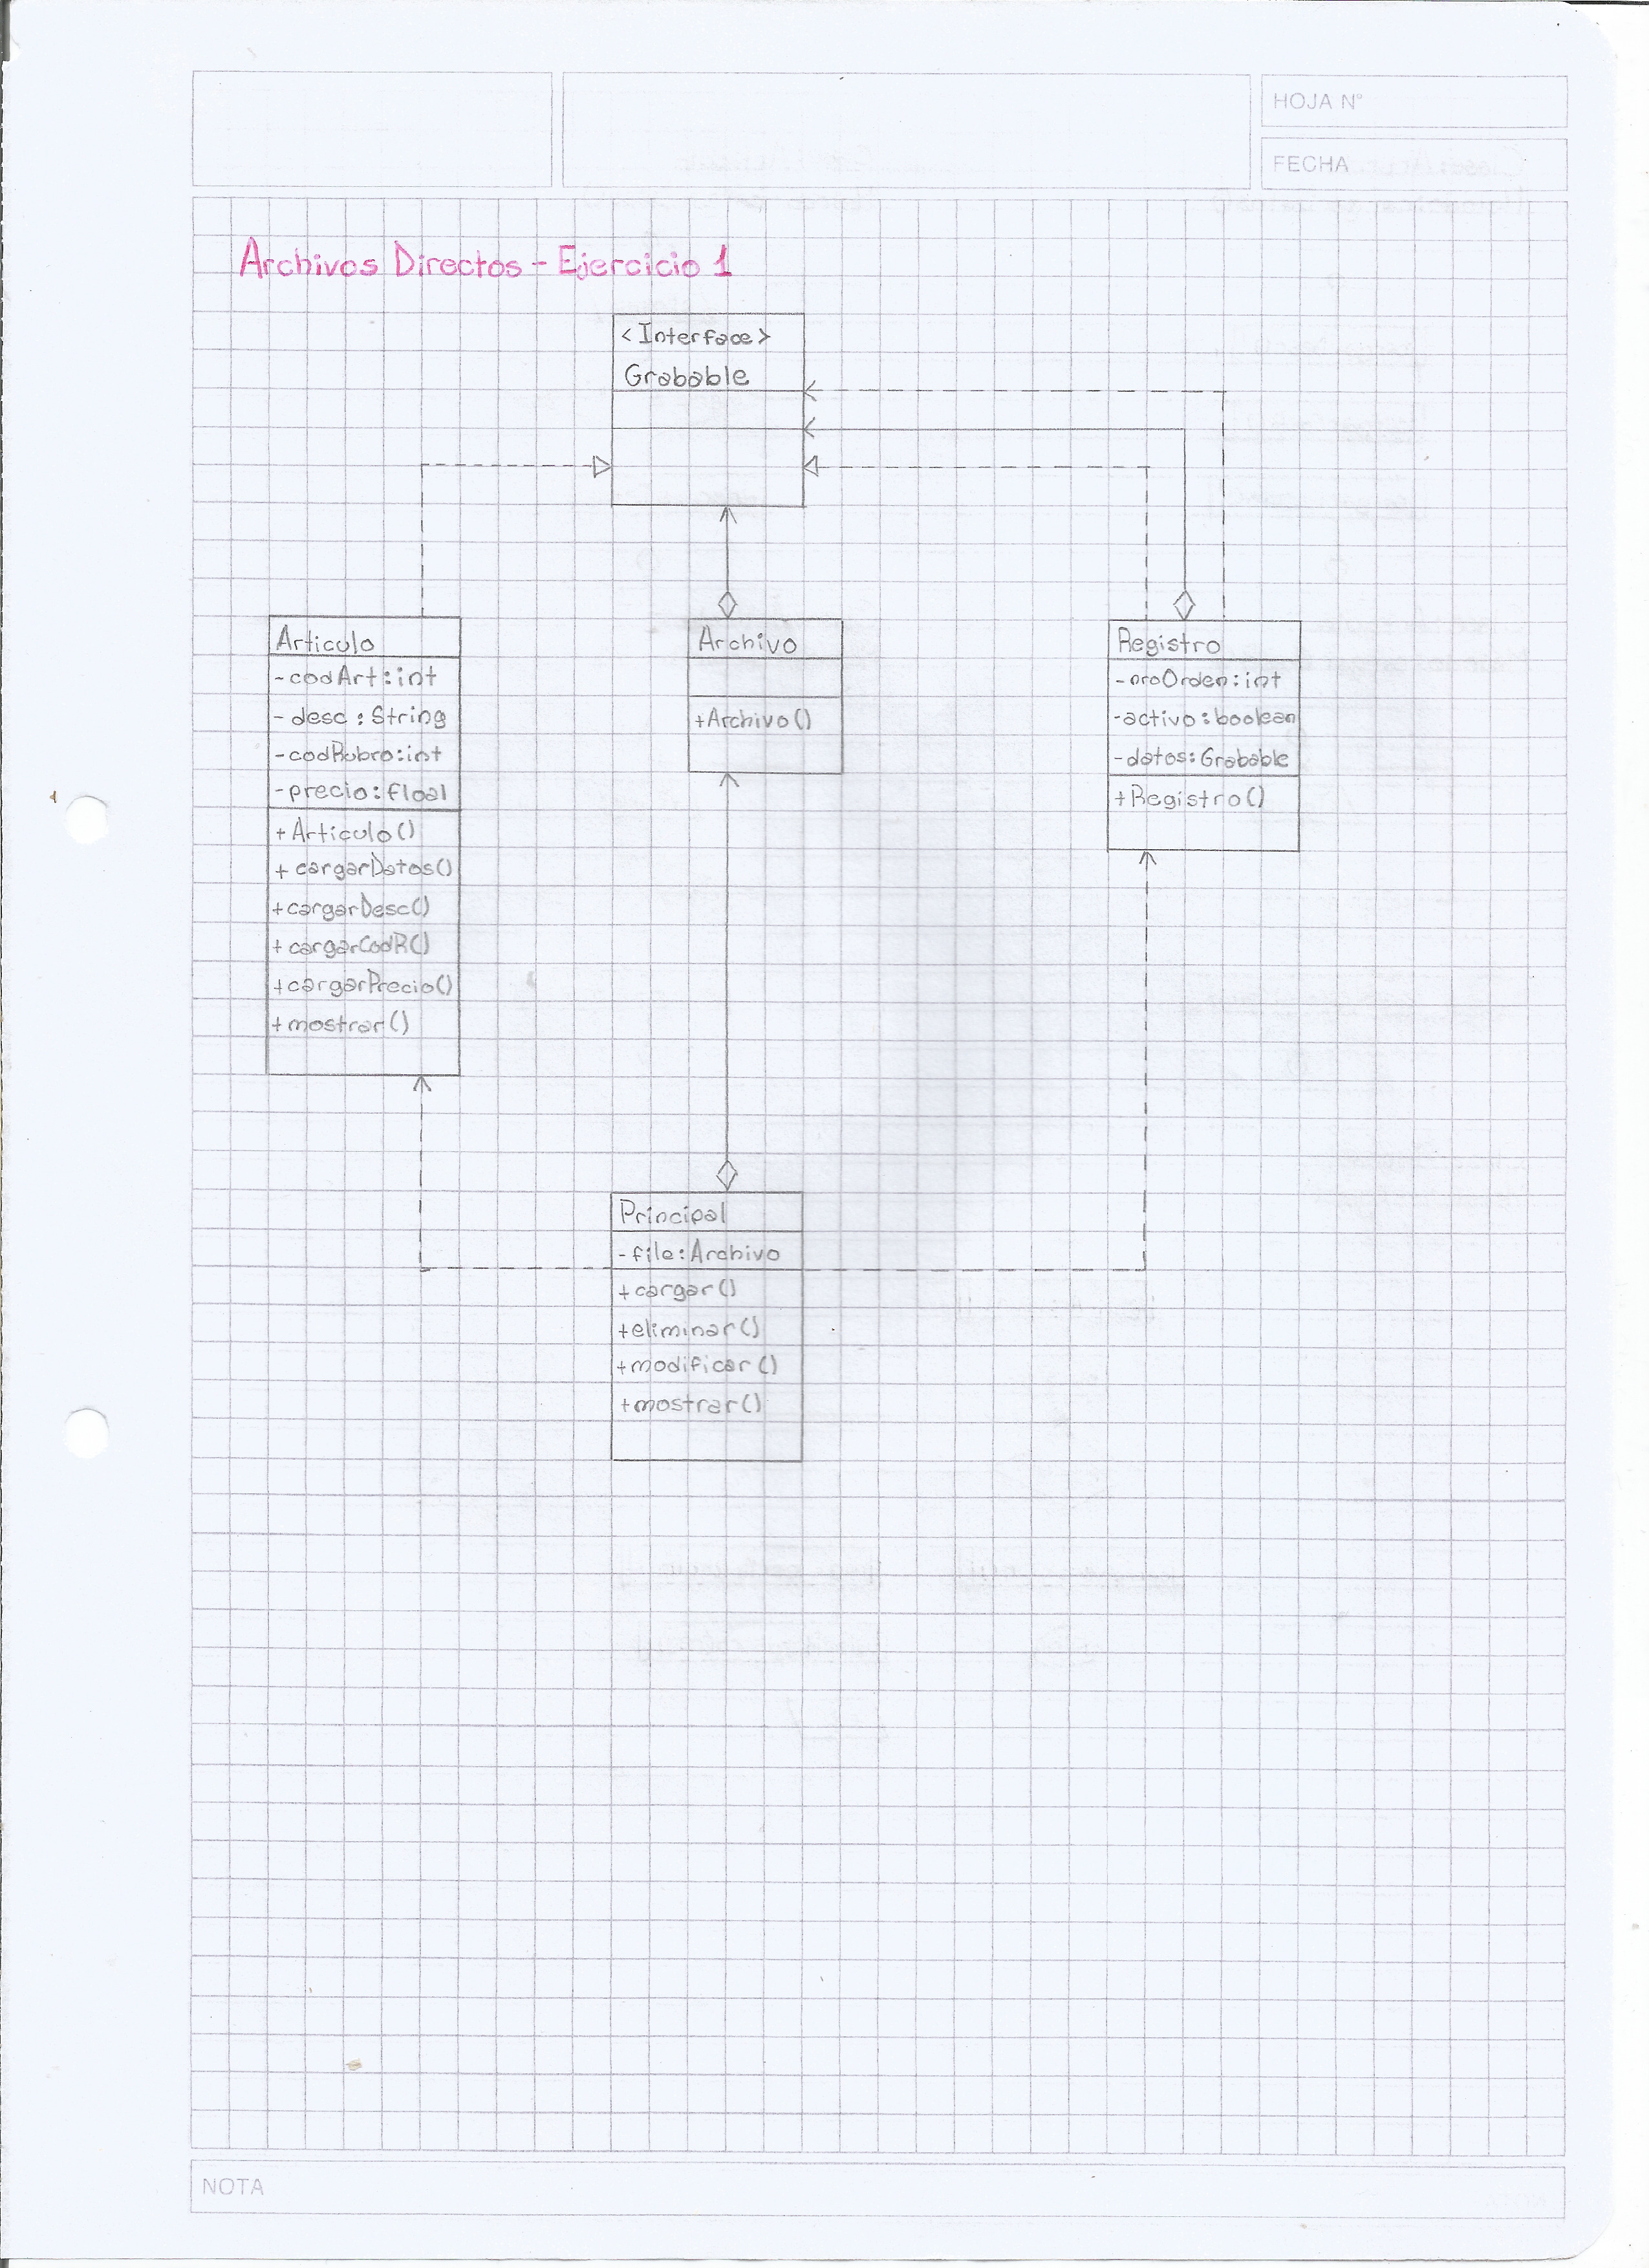 HOJA N°
FECHA
Archivos Directos - Ejercicio 1
<Interface>
Grabable
Articulo
-codArt:int
-desc:String
-codRubro:int
-precio:float
+Articulo()
+cargarDatos()
+cargarDesc()
+cargarCodR()
+cargarPrecio()
+mostrar()
Archivo
+Archivo()
Registro
-nroOrden:int
-activo:boolean
-datos:Grabable
+Registro()
Principal
-file:Archivo
+cargar()
+eliminar()
+modificar()
+mostrar()
NOTA